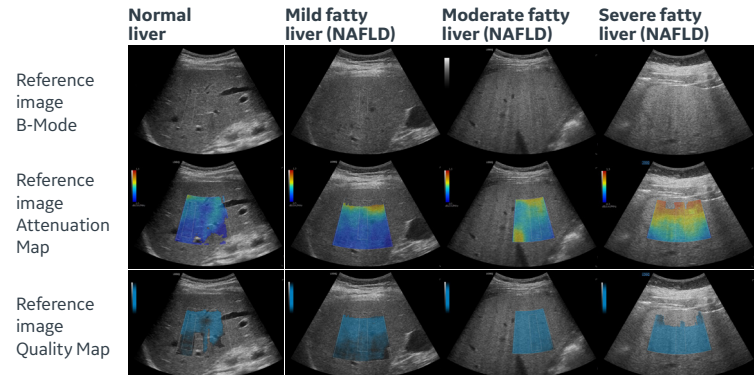 Normal
liver
Mild fatty
liver (NAFLD)
Moderate fatty
liver (NAFLD)
Severe fatty
liver (NAFLD)
Reference
image
B-Mode
Reference
image
Attenuation
Map
Reference
image
Quality Map